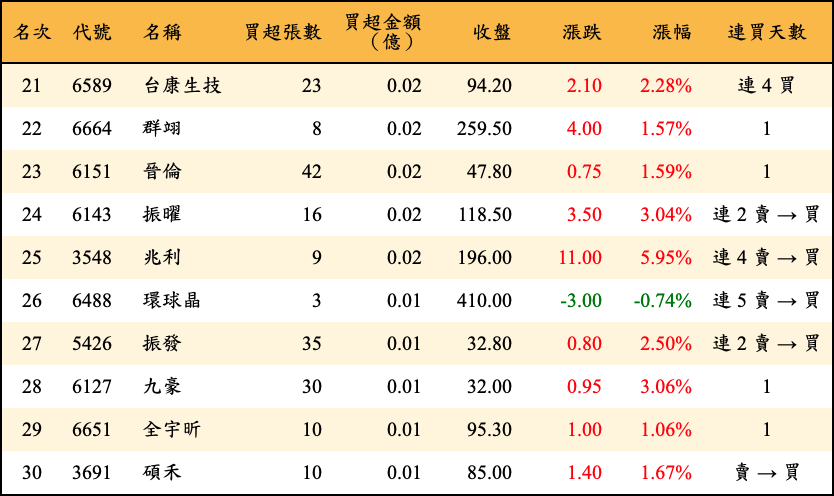 名次 代號 名稱 買超張數 買超金額（億） 收盤 漲跌 漲幅 連買天數
21 6589 台康生技 23 0.02 94.20 2.10 2.28% 連 4 買
22 6664 群翊 8 0.02 259.50 4.00 1.57% 1
23 6151 晉倫 42 0.02 47.80 0.75 1.59% 1
24 6143 振曜 16 0.02 118.50 3.50 3.04% 連 2 賣 → 買
25 3548 兆利 9 0.02 196.00 11.00 5.95% 連 4 賣 → 買
26 6488 環球晶 3 0.01 410.00 -3.00 -0.74% 連 5 賣 → 買
27 5426 振發 35 0.01 32.80 0.80 2.50% 連 2 賣 → 買
28 6127 九豪 30 0.01 32.00 0.95 3.06% 1
29 6651 全宇昕 10 0.01 95.30 1.00 1.06% 1
30 3691 碩禾 10 0.01 85.00 1.40 1.67% 賣 → 買